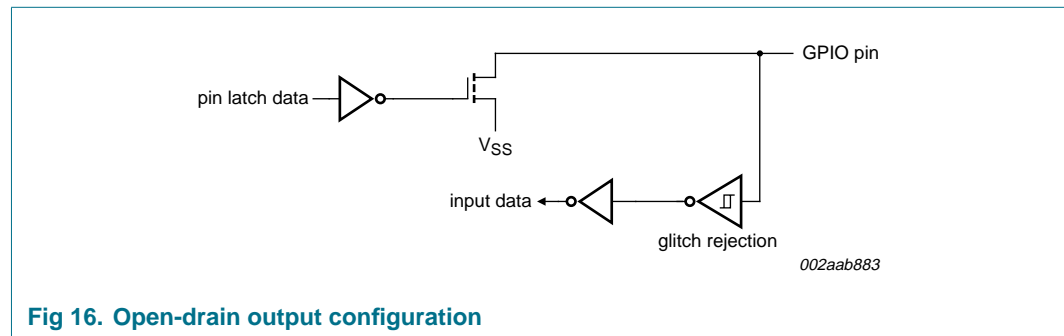 GPIO pin
pin latch data
VSS
input data
glitch rejection
002aab883
Fig 16. Open-drain output configuration